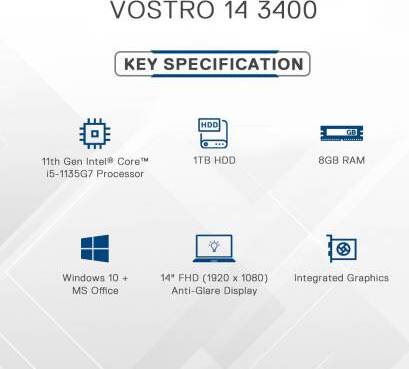 VOSTRO 14 3400
KEY SPECIFICATION
HDD
GB
11th Gen Intel® Core™
i5-1135G7 Processor
1TB HDD
8GB RAM
Windows 10 +
MS Office
14" FHD (1920 x 1080)
Anti-Glare Display
Integrated Graphics